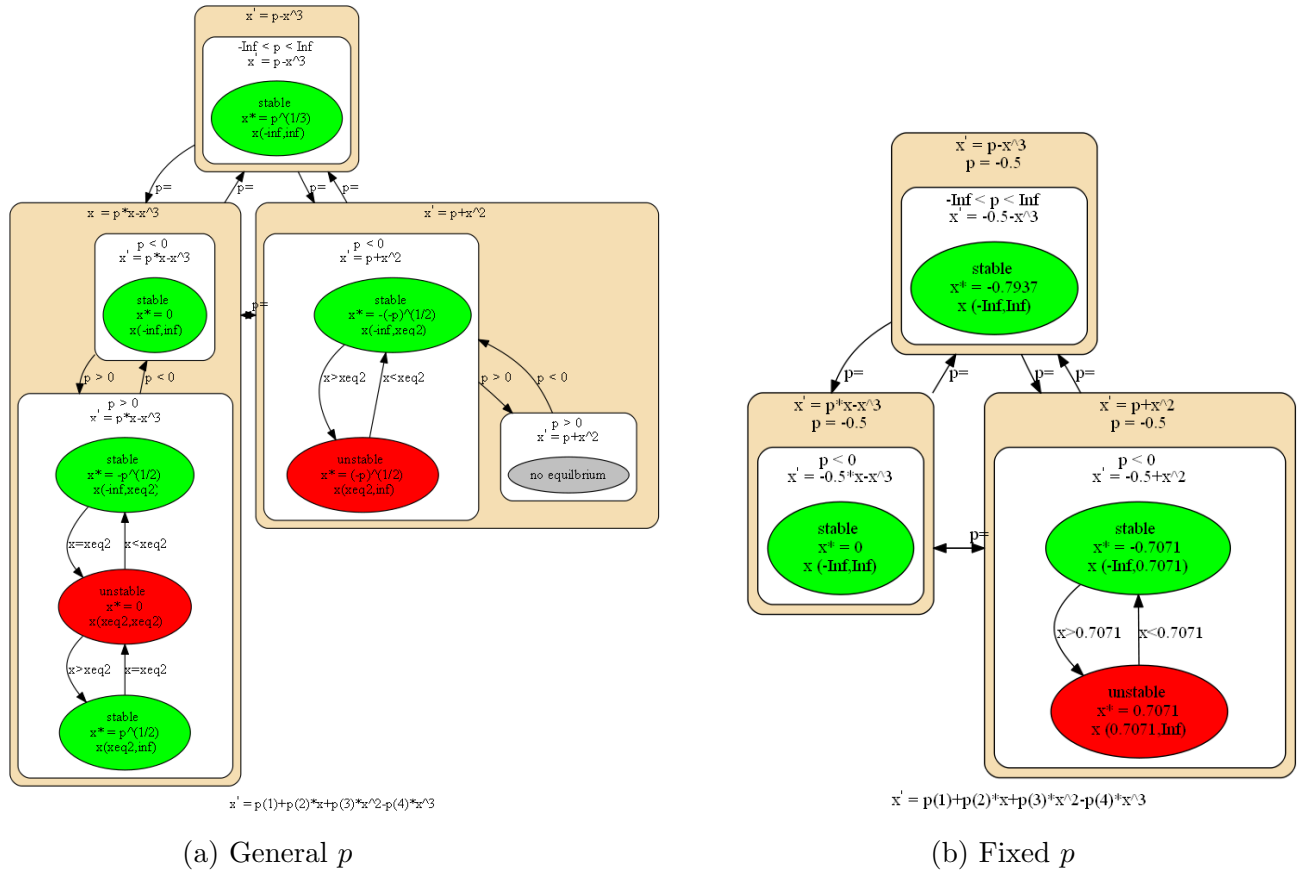 x' = p-x^3
-Inf < p < Inf
x' = p-x^3
stable
x* = p^(1/3)
x(-inf,inf)
p=
p=
p=
p=
x = p*x-x^3
p < 0
x' = p*x-x^3
stable
x* = 0
x(-inf,inf)
p > 0
p < 0
p > 0
x' = p*x-x^3
stable
x* = -p^(1/2)
x(-inf,xeq2)
x=xeq2
x<xeq2
unstable
x* = 0
x(xeq2,xeq2)
x>xeq2
x=xeq2
stable
x* = p^(1/2)
x(xeq2,inf)
p=
x' = p+x^2
p < 0
x' = p+x^2
stable
x* = -(-p)^(1/2)
x(-inf,xeq2)
x>xeq2
x<xeq2
unstable
x* = (-p)^(1/2)
x(xeq2,inf)
p > 0
p < 0
p > 0
x' = p+x^2
no equilbrium
x' = p(1)+p(2)*x+p(3)*x^2-p(4)*x^3
(a) General p
x' = p-x^3
p = -0.5
-Inf < p < Inf
x' = -0.5-x^3
stable
x* = -0.7937
x (-Inf,Inf)
p=
p=
p=
p=
x' = p*x-x^3
p = -0.5
p < 0
x' = -0.5*x-x^3
stable
x* = 0
x (-Inf,Inf)
p=
x' = p+x^2
p = -0.5
p < 0
x' = -0.5+x^2
stable
x* = -0.7071
x (-Inf,0.7071)
x>0.7071
x<0.7071
unstable
x* = 0.7071
x (0.7071,Inf)
x' = p(1)+p(2)*x+p(3)*x^2-p(4)*x^3
(b) Fixed p